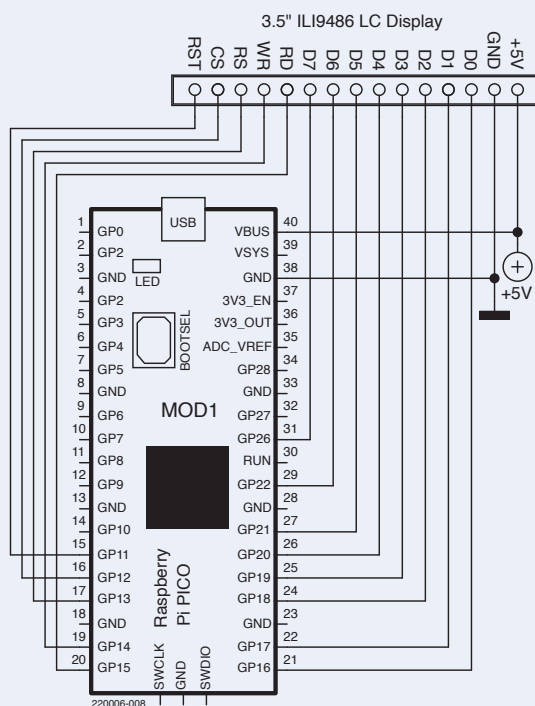 3.5" ILI9486 LC Display
RST CS RS WR RD D7 D6 D5 D4 D3 D2 D1 D0 GND +5V
USB
1 GP0 VBUS 40
2 GP2 VSYS 39
3 GND LED GND 38
+5V
4 GP2 3V3_EN 37
5 GP3 3V3_OUT 36
6 GP4 BOOTSEL ADC_VREF 35
7 GP5 GP28 34
8 GND GND 33
9 GP6 MOD1 GP27 32
10 GP7 GP26 31
11 GP8 RUN 30
12 GP9 GP22 29
13 GND GND 28
14 GP10 GP21 27
15 GP11 GP20 26
16 GP12 GP19 25
17 GP13 GP18 24
18 GND GND 23
19 GP14 GP17 22
20 GP15 GP16 21
Raspberry
Pi PICO
SWCLK GND SWDIO
220006-008